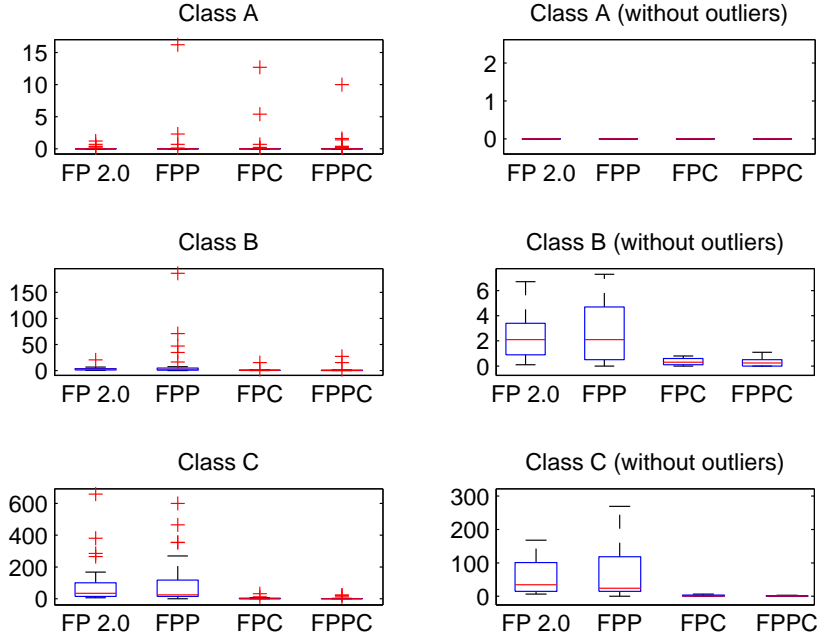 Class A
15
10
5
0
FP 2.0 FPP FPC FPPC
Class A (without outliers)
2
1
0
FP 2.0 FPP FPC FPPC
Class B
150
100
50
0
FP 2.0 FPP FPC FPPC
Class B (without outliers)
6
4
2
0
FP 2.0 FPP FPC FPPC
Class C
600
400
200
0
FP 2.0 FPP FPC FPPC
Class C (without outliers)
300
200
100
0
FP 2.0 FPP FPC FPPC